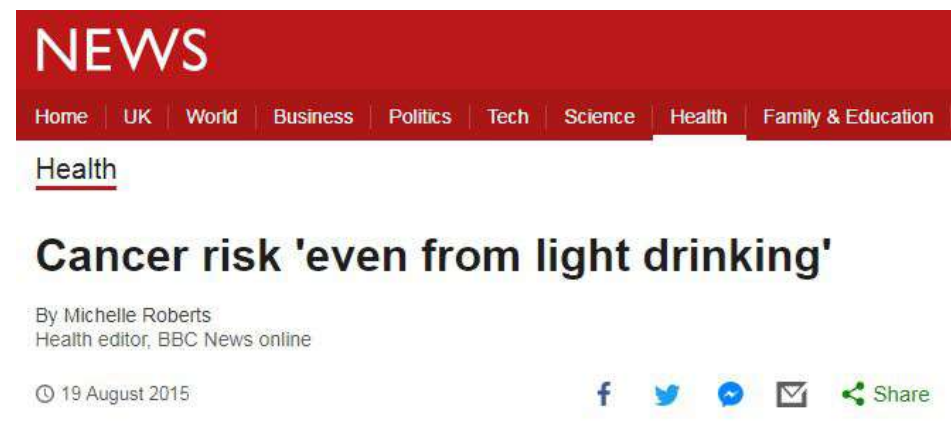 NEWS
Home UK World Business Politics Tech Science Health Family & Education
Health
Cancer risk 'even from light drinking'
By Michelle Roberts
Health editor, BBC News online
19 August 2015 Share